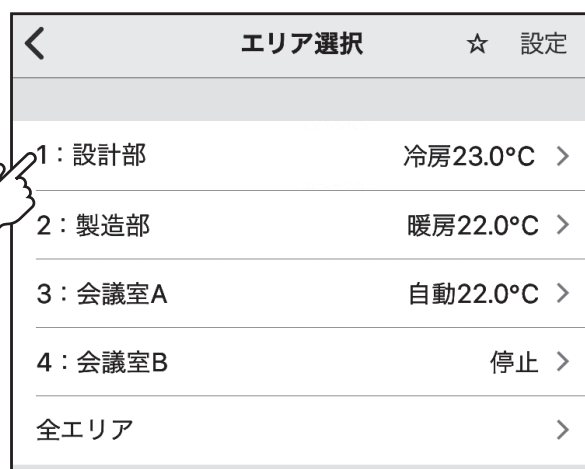 エリア選択 ☆ 設定
1：設計部 冷房23.0°C
2：製造部 暖房22.0°C
3：会議室A 自動22.0°C
4：会議室B 停止
全エリア